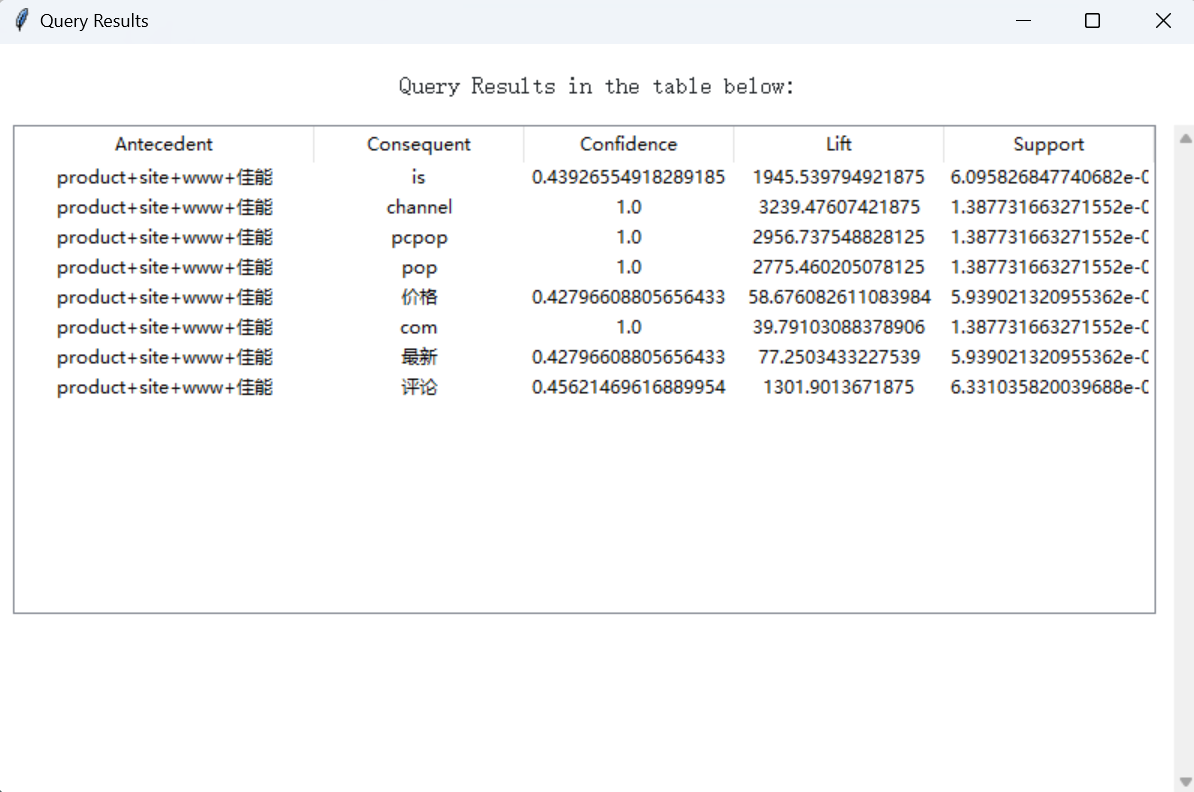 Query Results
Query Results in the table below:
Antecedent Consequent Confidence Lift Support
product+site+www+佳能 is 0.43926554918289185 1945.539794921875 6.095826847740682e-0
product+site+www+佳能 channel 1.0 3239.47607421875 1.387731663271552e-0
product+site+www+佳能 pcpop 1.0 2956.737548828125 1.387731663271552e-0
product+site+www+佳能 pop 1.0 2775.460205078125 1.387731663271552e-0
product+site+www+佳能 价格 0.42796608805656433 58.676082611083984 5.939021320955362e-0
product+site+www+佳能 com 1.0 39.79103088378906 1.387731663271552e-0
product+site+www+佳能 最新 0.42796608805656433 77.2503433227539 5.939021320955362e-0
product+site+www+佳能 评论 0.45621469616889954 1301.9013671875 6.331035820039688e-0